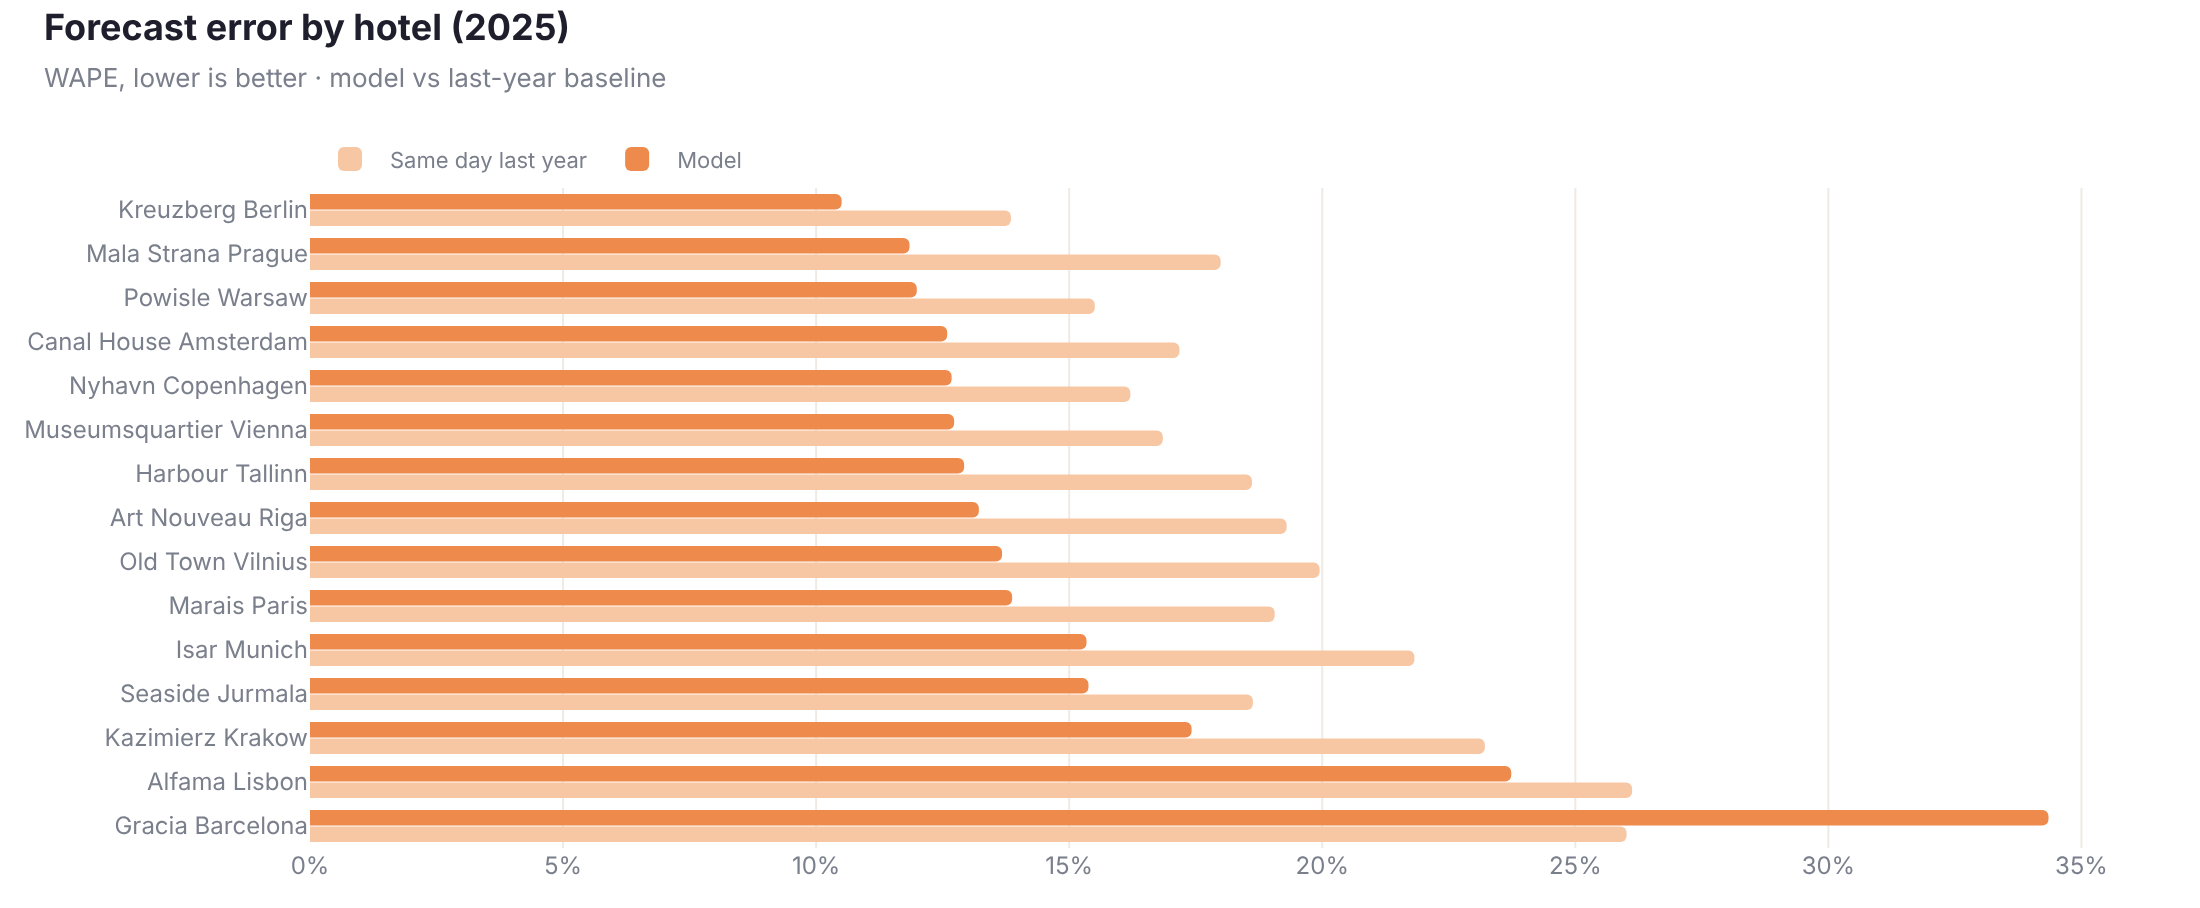 Forecast error by hotel (2025)
WAPE, lower is better · model vs last-year baseline
Same day last year
Model
Kreuzberg Berlin
Mala Strana Prague
Powisle Warsaw
Canal House Amsterdam
Nyhavn Copenhagen
Museumsquartier Vienna
Harbour Tallinn
Art Nouveau Riga
Old Town Vilnius
Marais Paris
Isar Munich
Seaside Jurmala
Kazimierz Krakow
Alfama Lisbon
Gracia Barcelona
0% 5% 10% 15% 20% 25% 30% 35%